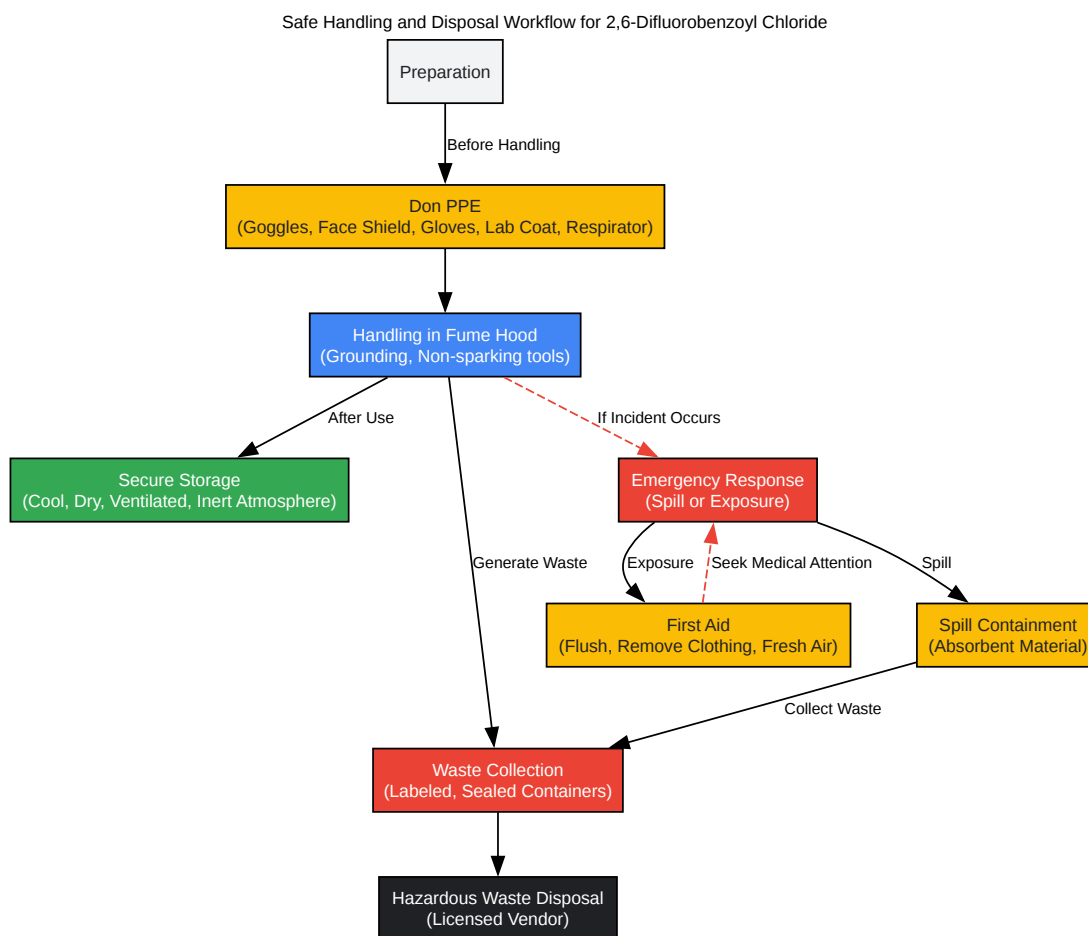 Safe Handling and Disposal Workflow for 2,6-Difluorobenzoyl Chloride
Preparation
Before Handling
Don PPE
(Goggles, Face Shield, Gloves, Lab Coat, Respirator)
Handling in Fume Hood
(Grounding, Non-sparking tools)
After Use
If Incident Occurs
Secure Storage
(Cool, Dry, Ventilated, Inert Atmosphere)
Emergency Response
(Spill or Exposure)
Generate Waste
Exposure
Seek Medical Attention
Spill
First Aid
(Flush, Remove Clothing, Fresh Air)
Spill Containment
(Absorbent Material)
Collect Waste
Waste Collection
(Labeled, Sealed Containers)
Hazardous Waste Disposal
(Licensed Vendor)